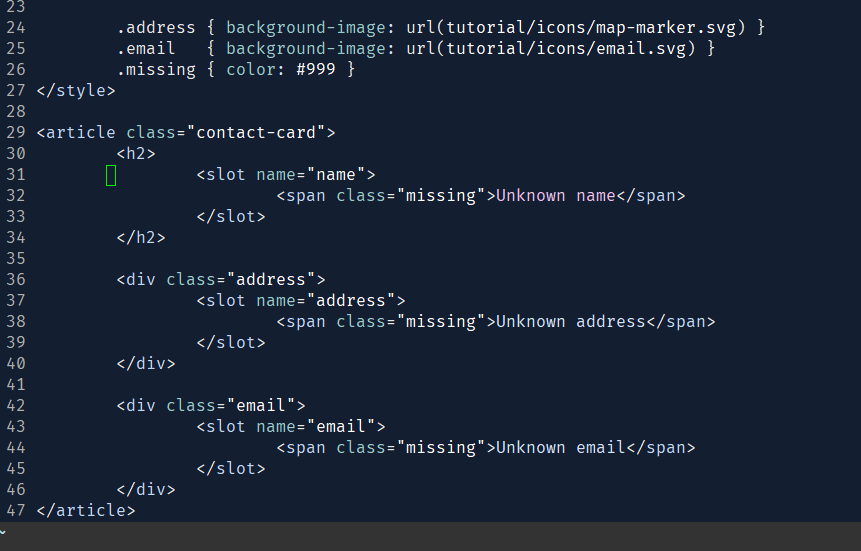 23
24 .address { background-image: url(tutorial/icons/map-marker.svg) }
25 .email { background-image: url(tutorial/icons/email.svg) }
26 .missing { color: #999 }
27 </style>
28
29 <article class="contact-card">
30 <h2>
31 <slot name="name">
32 <span class="missing">Unknown name</span>
33 </slot>
34 </h2>
35
36 <div class="address">
37 <slot name="address">
38 <span class="missing">Unknown address</span>
39 </slot>
40 </div>
41
42 <div class="email">
43 <slot name="email">
44 <span class="missing">Unknown email</span>
45 </slot>
46 </div>
47 </article>